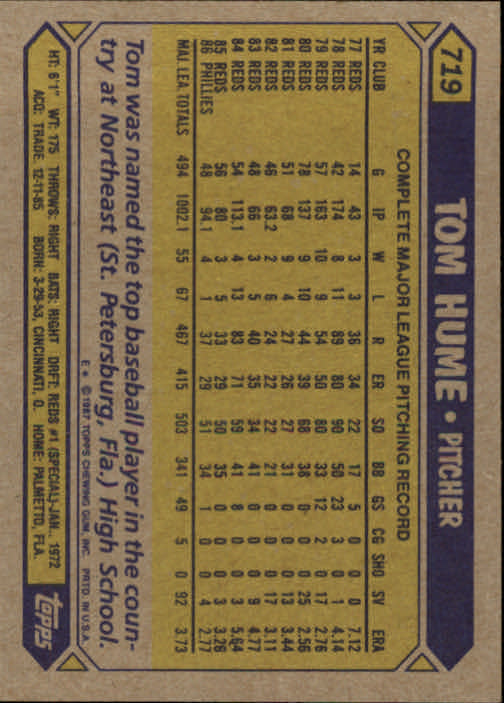 719 TOM HUME • PITCHER
COMPLETE MAJOR LEAGUE PITCHING RECORD
YR CLUB G IP W L R ER SO BB GS CG SHO SV ERA
77 REDS 14 43 3 3 36 34 22 17 5 0 0 0 7.12
78 REDS 42 174 8 11 89 80 90 50 23 3 0 1 4.14
79 REDS 57 163 10 9 54 50 80 33 12 2 0 17 2.76
80 REDS 78 137 9 10 44 39 68 38 0 0 0 25 2.56
81 REDS 51 68 9 4 27 26 27 31 0 0 0 13 3.44
82 REDS 46 63.2 2 6 24 22 22 21 0 0 0 17 3.11
83 REDS 48 66 3 5 40 35 34 41 0 0 0 9 4.77
84 REDS 54 113.1 4 13 83 71 59 41 8 0 0 3 5.64
85 REDS 56 80 3 5 33 29 50 35 0 0 0 3 3.26
86 PHILLIES 48 94.1 4 1 37 29 51 34 1 0 0 4 2.77
MAJ. LEA. TOTALS 494 1002.1 55 67 467 415 503 341 49 5 0 92 3.73
Tom was named the top baseball player in the coun-
try at Northeast (St. Petersburg, Fla.) High School.
E * ©1987 TOPPS CHEWING GUM, INC. PRTD. IN U.S.A.
HT: 6'1" WT: 175 THROWS: RIGHT BATS: RIGHT DRFT: REDS #1 (SPECIAL)-JAN., 1972
ACQ: TRADE, 12-11-85 BORN: 3-29-53, CINCINNATI, O. HOME: PALMETTO, FLA.
TOPPS